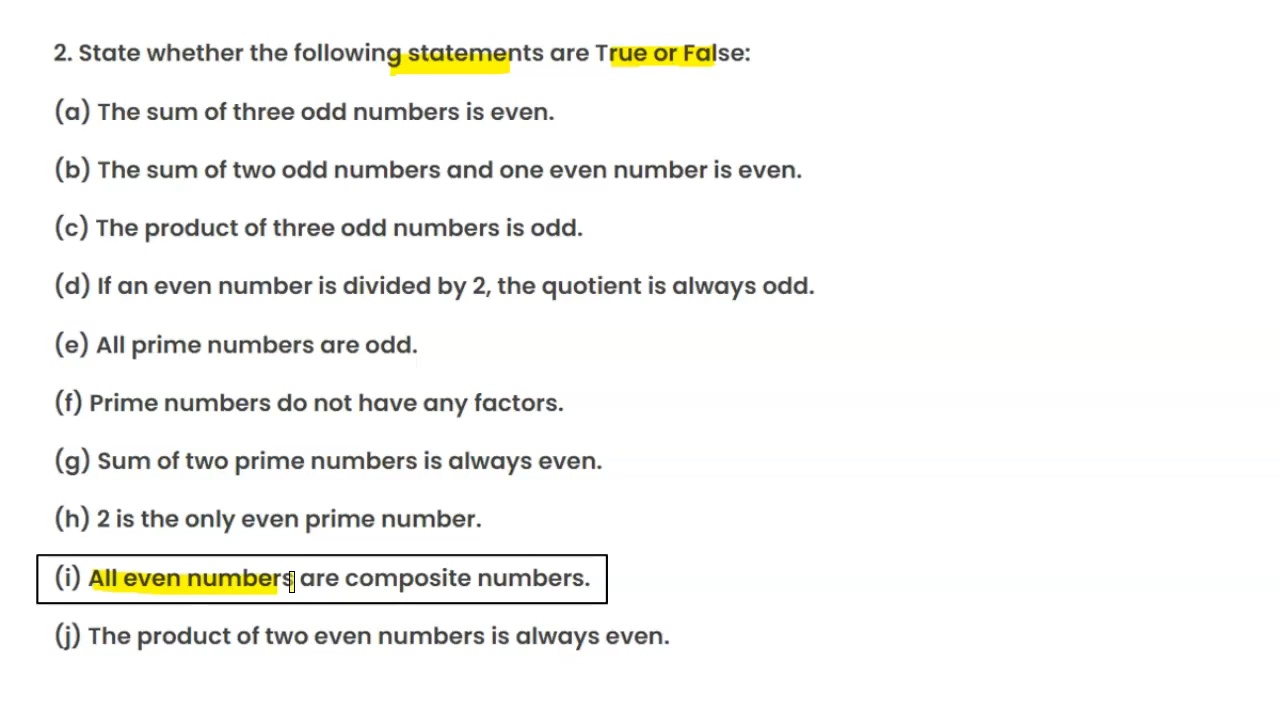 2. State whether the following statements are True or False:
(a) The sum of three odd numbers is even.
(b) The sum of two odd numbers and one even number is even.
(c) The product of three odd numbers is odd.
(d) If an even number is divided by 2, the quotient is always odd.
(e) All prime numbers are odd.
(f) Prime numbers do not have any factors.
(g) Sum of two prime numbers is always even.
(h) 2 is the only even prime number.
(i) All even numbers are composite numbers.
(j) The product of two even numbers is always even.